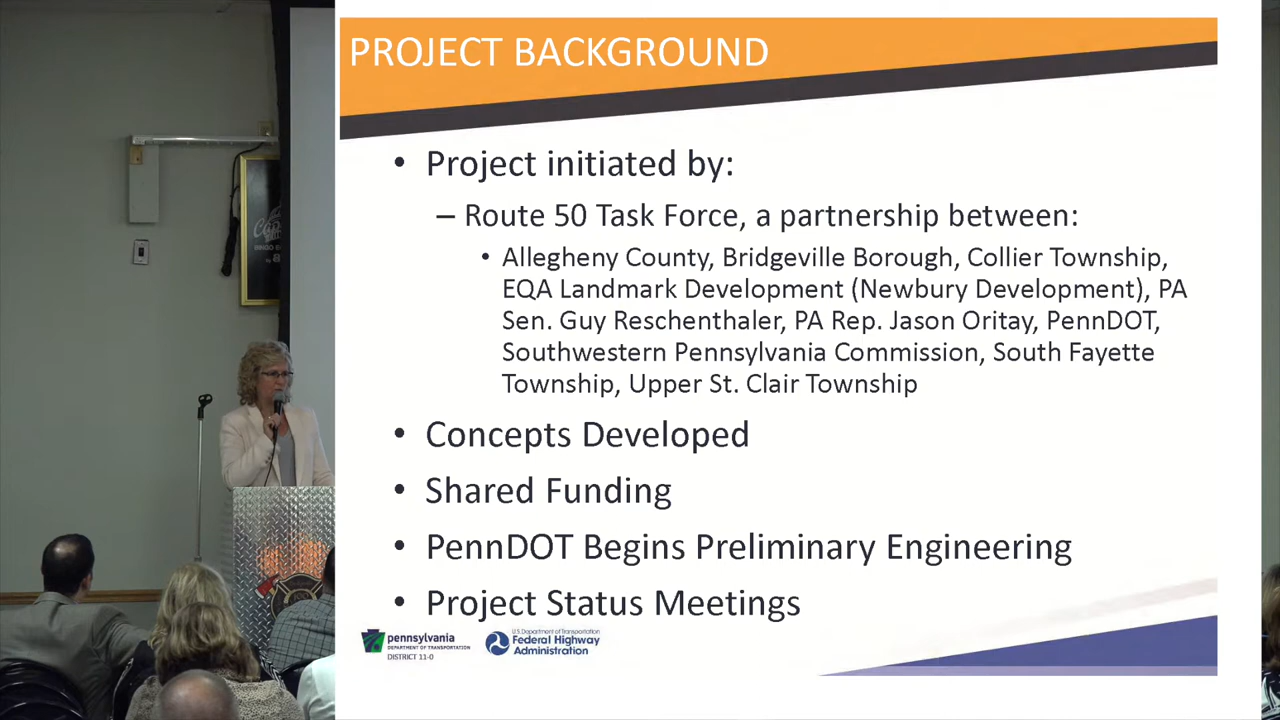 PROJECT BACKGROUND
• Project initiated by:
– Route 50 Task Force, a partnership between:
• Allegheny County, Bridgeville Borough, Collier Township,
EQA Landmark Development (Newbury Development), PA
Sen. Guy Reschenthaler, PA Rep. Jason Oritay, PennDOT,
Southwestern Pennsylvania Commission, South Fayette
Township, Upper St. Clair Township
• Concepts Developed
• Shared Funding
• PennDOT Begins Preliminary Engineering
• Project Status Meetings
pennsylvania
DEPARTMENT OF TRANSPORTATION
DISTRICT 11-0
U.S. Department of Transportation
Federal Highway
Administration